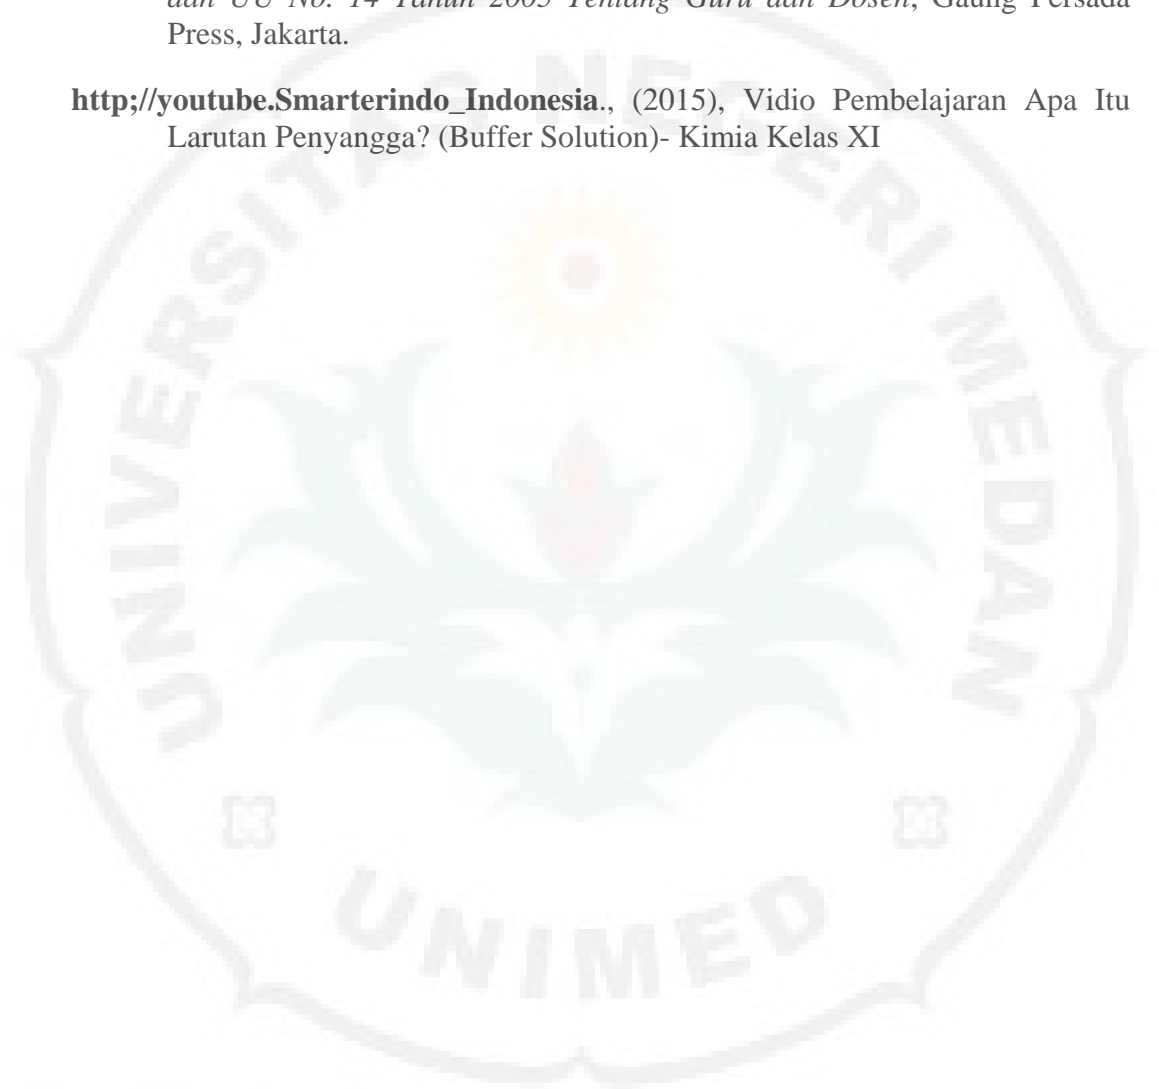 dan UU No. 14 Tahun 2005 Tentang Guru dan Dosen, Gaung Persada
Press, Jakarta.
http;//youtube.Smarterindo_Indonesia., (2015), Vidio Pembelajaran Apa Itu
Larutan Penyangga? (Buffer Solution)- Kimia Kelas XI
UNIVERSITAS NEGERI MEDAN
UNIMED